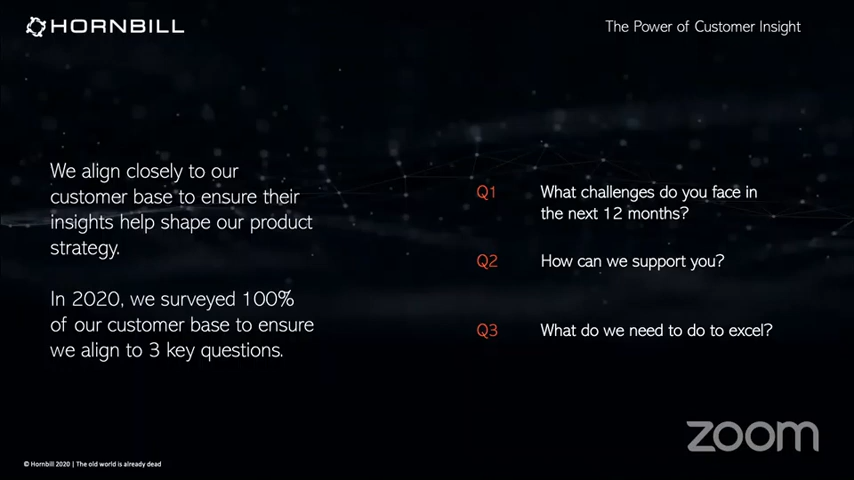 HORNBILL
The Power of Customer Insight
We align closely to our
customer base to ensure their
insights help shape our product
strategy.
In 2020, we surveyed 100%
of our customer base to ensure
we align to 3 key questions.
Q1 What challenges do you face in
the next 12 months?
Q2 How can we support you?
Q3 What do we need to do to excel?
zoom
© Hornbill 2020 | The old world is already dead